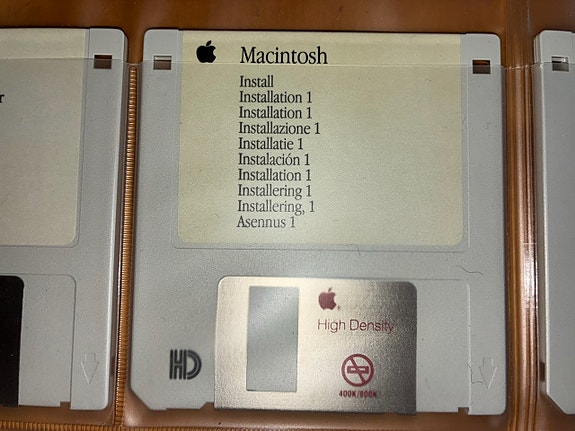 r
Macintosh
Install
Installation 1
Installation 1
Installazione 1
Installatie 1
Instalación 1
Installation 1
Installering 1
Installering, 1
Asennus 1
High Density
HD
400K/800K